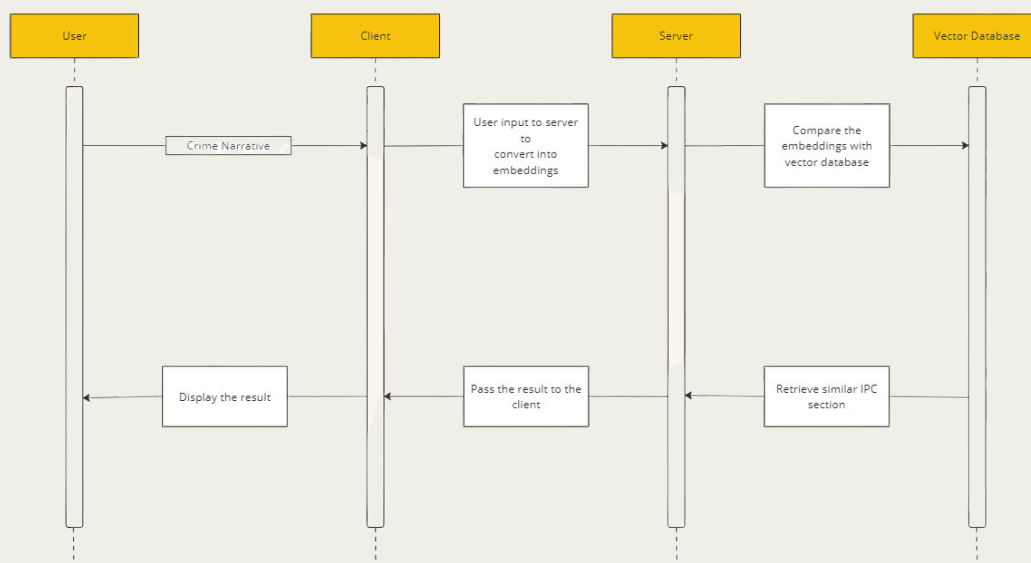 User
Client
Server
Vector Database
Crime Narrative
User input to server
to
convert into
embeddings
Compare the
embeddings with
vector database
Display the result
Pass the result to the
client
Retrieve similar IPC
section